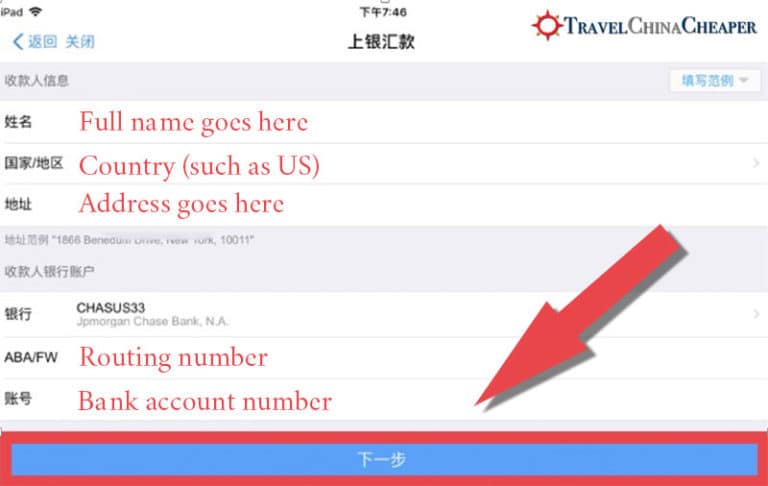 iPad 下午7:46
TRAVELCHINACHEAPER
返回 关闭 上银汇款
收款人信息 填写范例
姓名 Full name goes here
国家/地区 Country (such as US)
地址 Address goes here
地址范例 "1866 Benedum Drive, New York, 10011"
收款人银行账户
银行 CHASUS33
Jpmorgan Chase Bank, N.A.
ABA/FW Routing number
账号 Bank account number
下一步